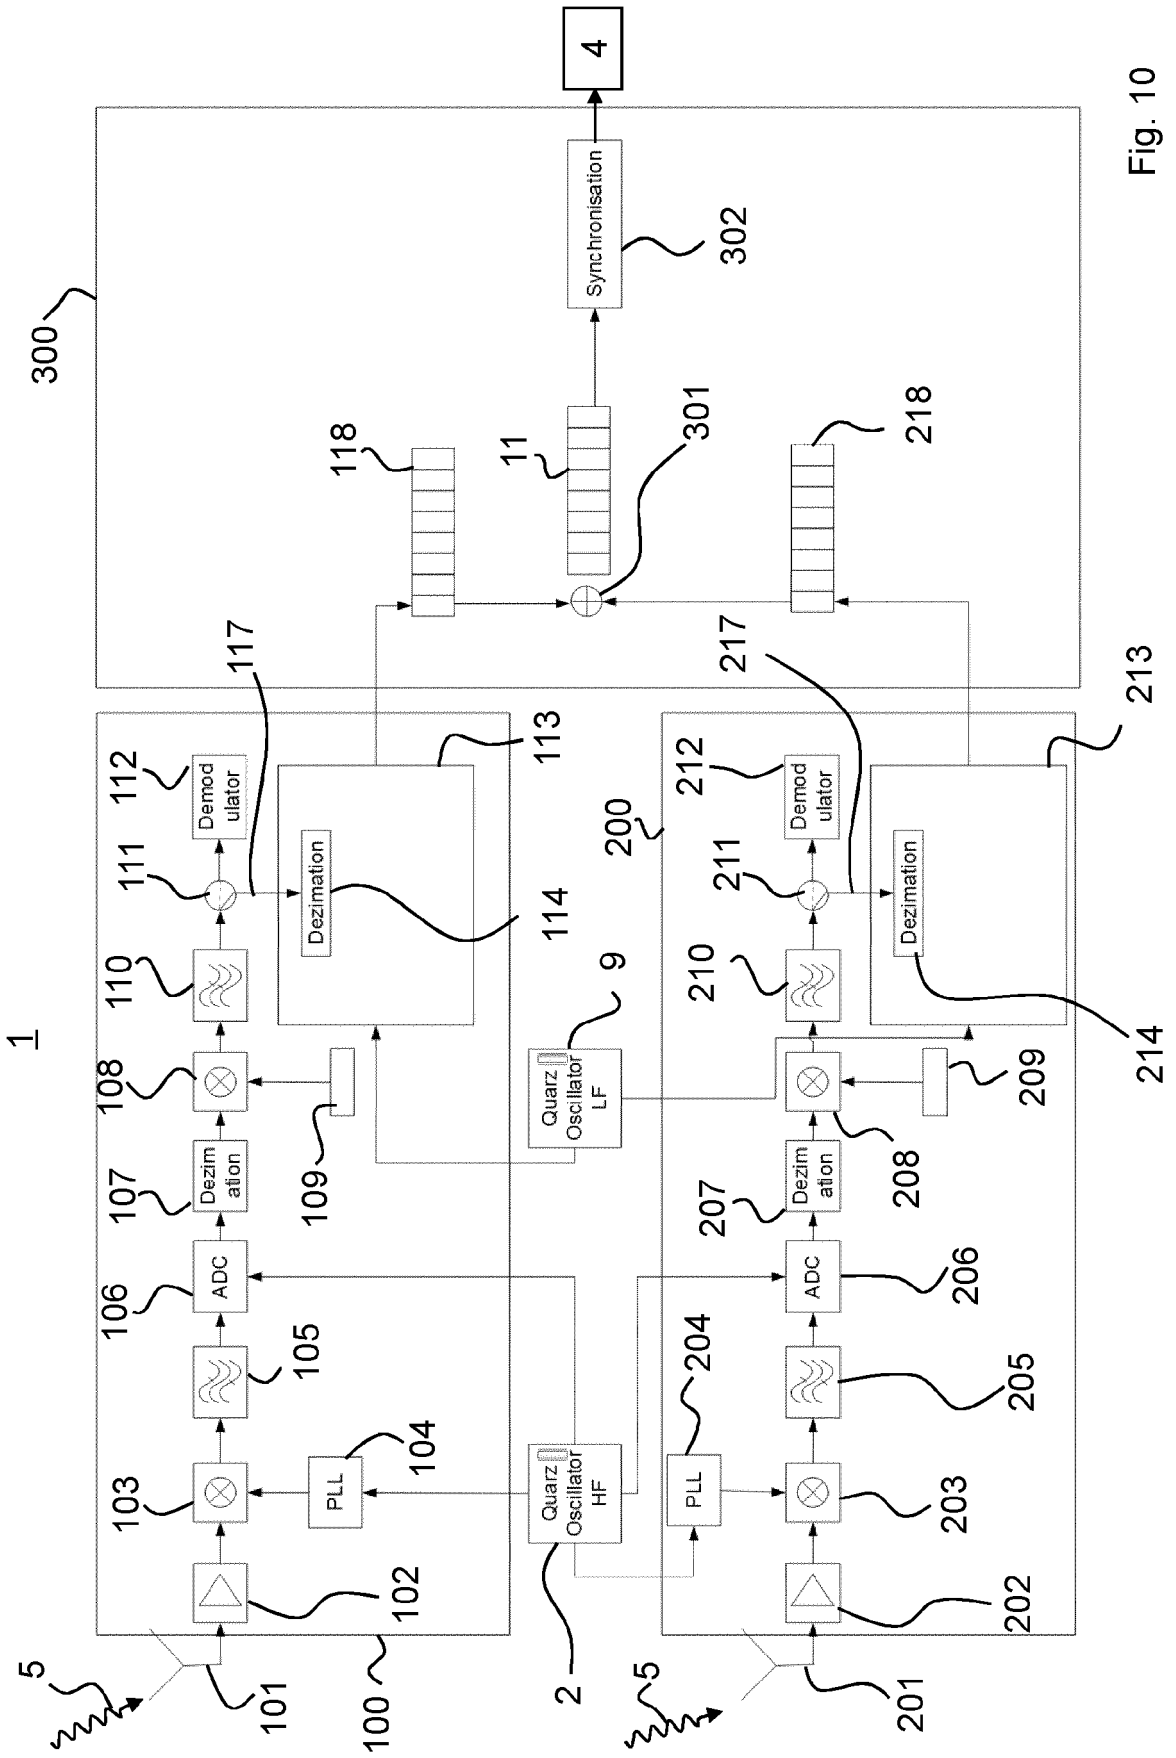 1
5
101
100
102
103
PLL
104
105
106
ADC
107
Dezim
ation
108
109
110
111
112
Demod
ulator
117
Dezimation
114
113
2
Quarz
Oscillator
HF
9
Quarz
Oscillator
LF
5
201
200
202
203
PLL
204
205
ADC
206
207
Dezim
ation
208
209
210
211
212
Demod
ulator
217
Dezimation
214
213
300
118
11
301
218
Synchronisation
302
4
Fig. 10